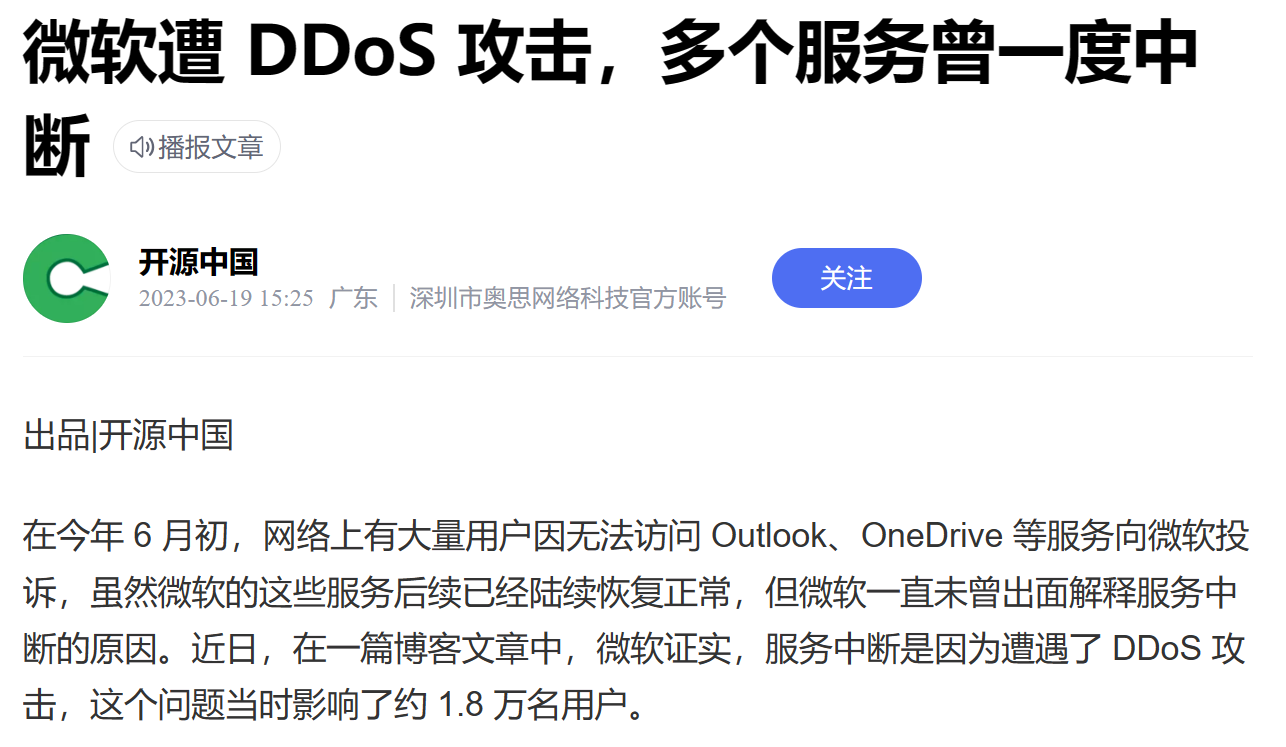 微软遭 DDoS 攻击，多个服务曾一度中
断 播报文章
开源中国
2023-06-19 15:25 广东 | 深圳市奥思网络科技官方账号
关注
出品|开源中国
在今年 6 月初，网络上有大量用户因无法访问 Outlook、OneDrive 等服务向微软投
诉，虽然微软的这些服务后续已经陆续恢复正常，但微软一直未曾出面解释服务中
断的原因。近日，在一篇博客文章中，微软证实，服务中断是因为遭遇了 DDoS 攻
击，这个问题当时影响了约 1.8 万名用户。